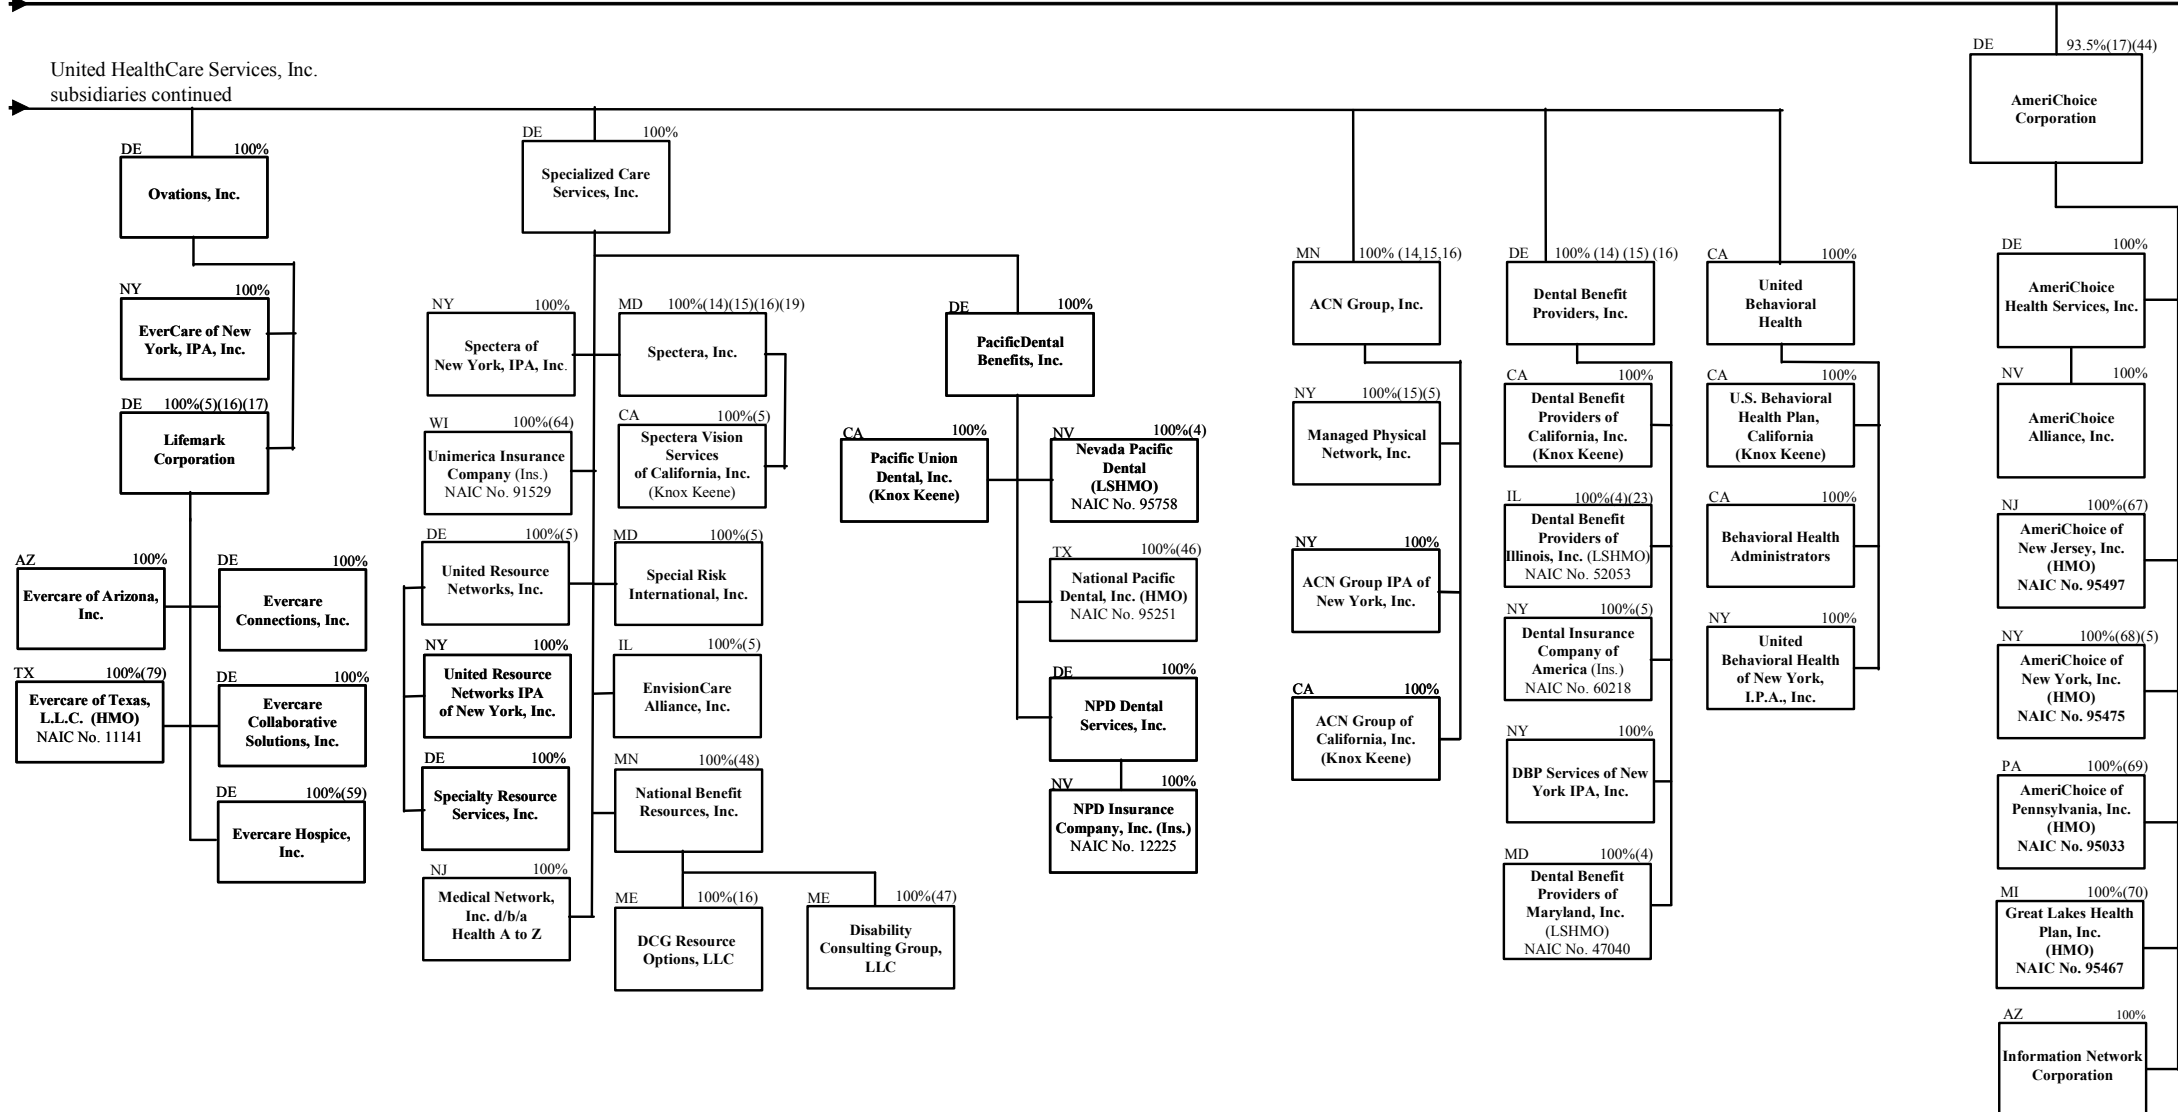 United HealthCare Services, Inc.
subsidiaries continued
DE 93.5%(17)(44)
AmeriChoice
Corporation
DE 100%
Ovations, Inc.
NY 100%
EverCare of New
York, IPA, Inc.
DE 100%(5)(16)(17)
Lifemark
Corporation
AZ 100%
Evercare of Arizona,
Inc.
DE 100%
Evercare
Connections, Inc.
TX 100%(79)
Evercare of Texas,
L.L.C. (HMO)
NAIC No. 11141
DE 100%
Evercare
Collaborative
Solutions, Inc.
DE 100%(59)
Evercare Hospice,
Inc.
DE 100%
Specialized Care
Services, Inc.
NY 100%
Spectera of
New York, IPA, Inc.
MD 100%(14)(15)(16)(19)
Spectera, Inc.
WI 100%(64)
Unimerica Insurance
Company (Ins.)
NAIC No. 91529
CA 100%(5)
Spectera Vision
Services
of California, Inc.
(Knox Keene)
DE 100%(5)
United Resource
Networks, Inc.
MD 100%(5)
Special Risk
International, Inc.
NY 100%
United Resource
Networks IPA
of New York, Inc.
IL 100%(5)
EnvisionCare
Alliance, Inc.
DE 100%
Specialty Resource
Services, Inc.
MN 100%(48)
National Benefit
Resources, Inc.
NJ 100%
Medical Network,
Inc. d/b/a
Health A to Z
ME 100%(16)
DCG Resource
Options, LLC
ME 100%(47)
Disability
Consulting Group,
LLC
DE 100%
PacificDental
Benefits, Inc.
CA 100%
Pacific Union
Dental, Inc.
(Knox Keene)
NV 100%(4)
Nevada Pacific
Dental
(LSHMO)
NAIC No. 95758
TX 100%(46)
National Pacific
Dental, Inc. (HMO)
NAIC No. 95251
DE 100%
NPD Dental
Services, Inc.
NV 100%
NPD Insurance
Company, Inc. (Ins.)
NAIC No. 12225
MN 100% (14,15,16)
ACN Group, Inc.
NY 100%(15)(5)
Managed Physical
Network, Inc.
NY 100%
ACN Group IPA of
New York, Inc.
CA 100%
ACN Group of
California, Inc.
(Knox Keene)
DE 100% (14) (15) (16)
Dental Benefit
Providers, Inc.
CA 100%
Dental Benefit
Providers of
California, Inc.
(Knox Keene)
IL 100%(4)(23)
Dental Benefit
Providers of
Illinois, Inc. (LSHMO)
NAIC No. 52053
NY 100%(5)
Dental Insurance
Company of
America (Ins.)
NAIC No. 60218
NY 100%
DBP Services of New
York IPA, Inc.
MD 100%(4)
Dental Benefit
Providers of
Maryland, Inc.
(LSHMO)
NAIC No. 47040
CA 100%
United
Behavioral
Health
CA 100%
U.S. Behavioral
Health Plan,
California
(Knox Keene)
CA 100%
Behavioral Health
Administrators
NY 100%
United
Behavioral Health
of New York,
I.P.A., Inc.
DE 100%
AmeriChoice
Health Services, Inc.
NV 100%
AmeriChoice
Alliance, Inc.
NJ 100%(67)
AmeriChoice of
New Jersey, Inc.
(HMO)
NAIC No. 95497
NY 100%(68)(5)
AmeriChoice of
New York, Inc.
(HMO)
NAIC No. 95475
PA 100%(69)
AmeriChoice of
Pennsylvania, Inc.
(HMO)
NAIC No. 95033
MI 100%(70)
Great Lakes Health
Plan, Inc.
(HMO)
NAIC No. 95467
AZ 100%
Information Network
Corporation